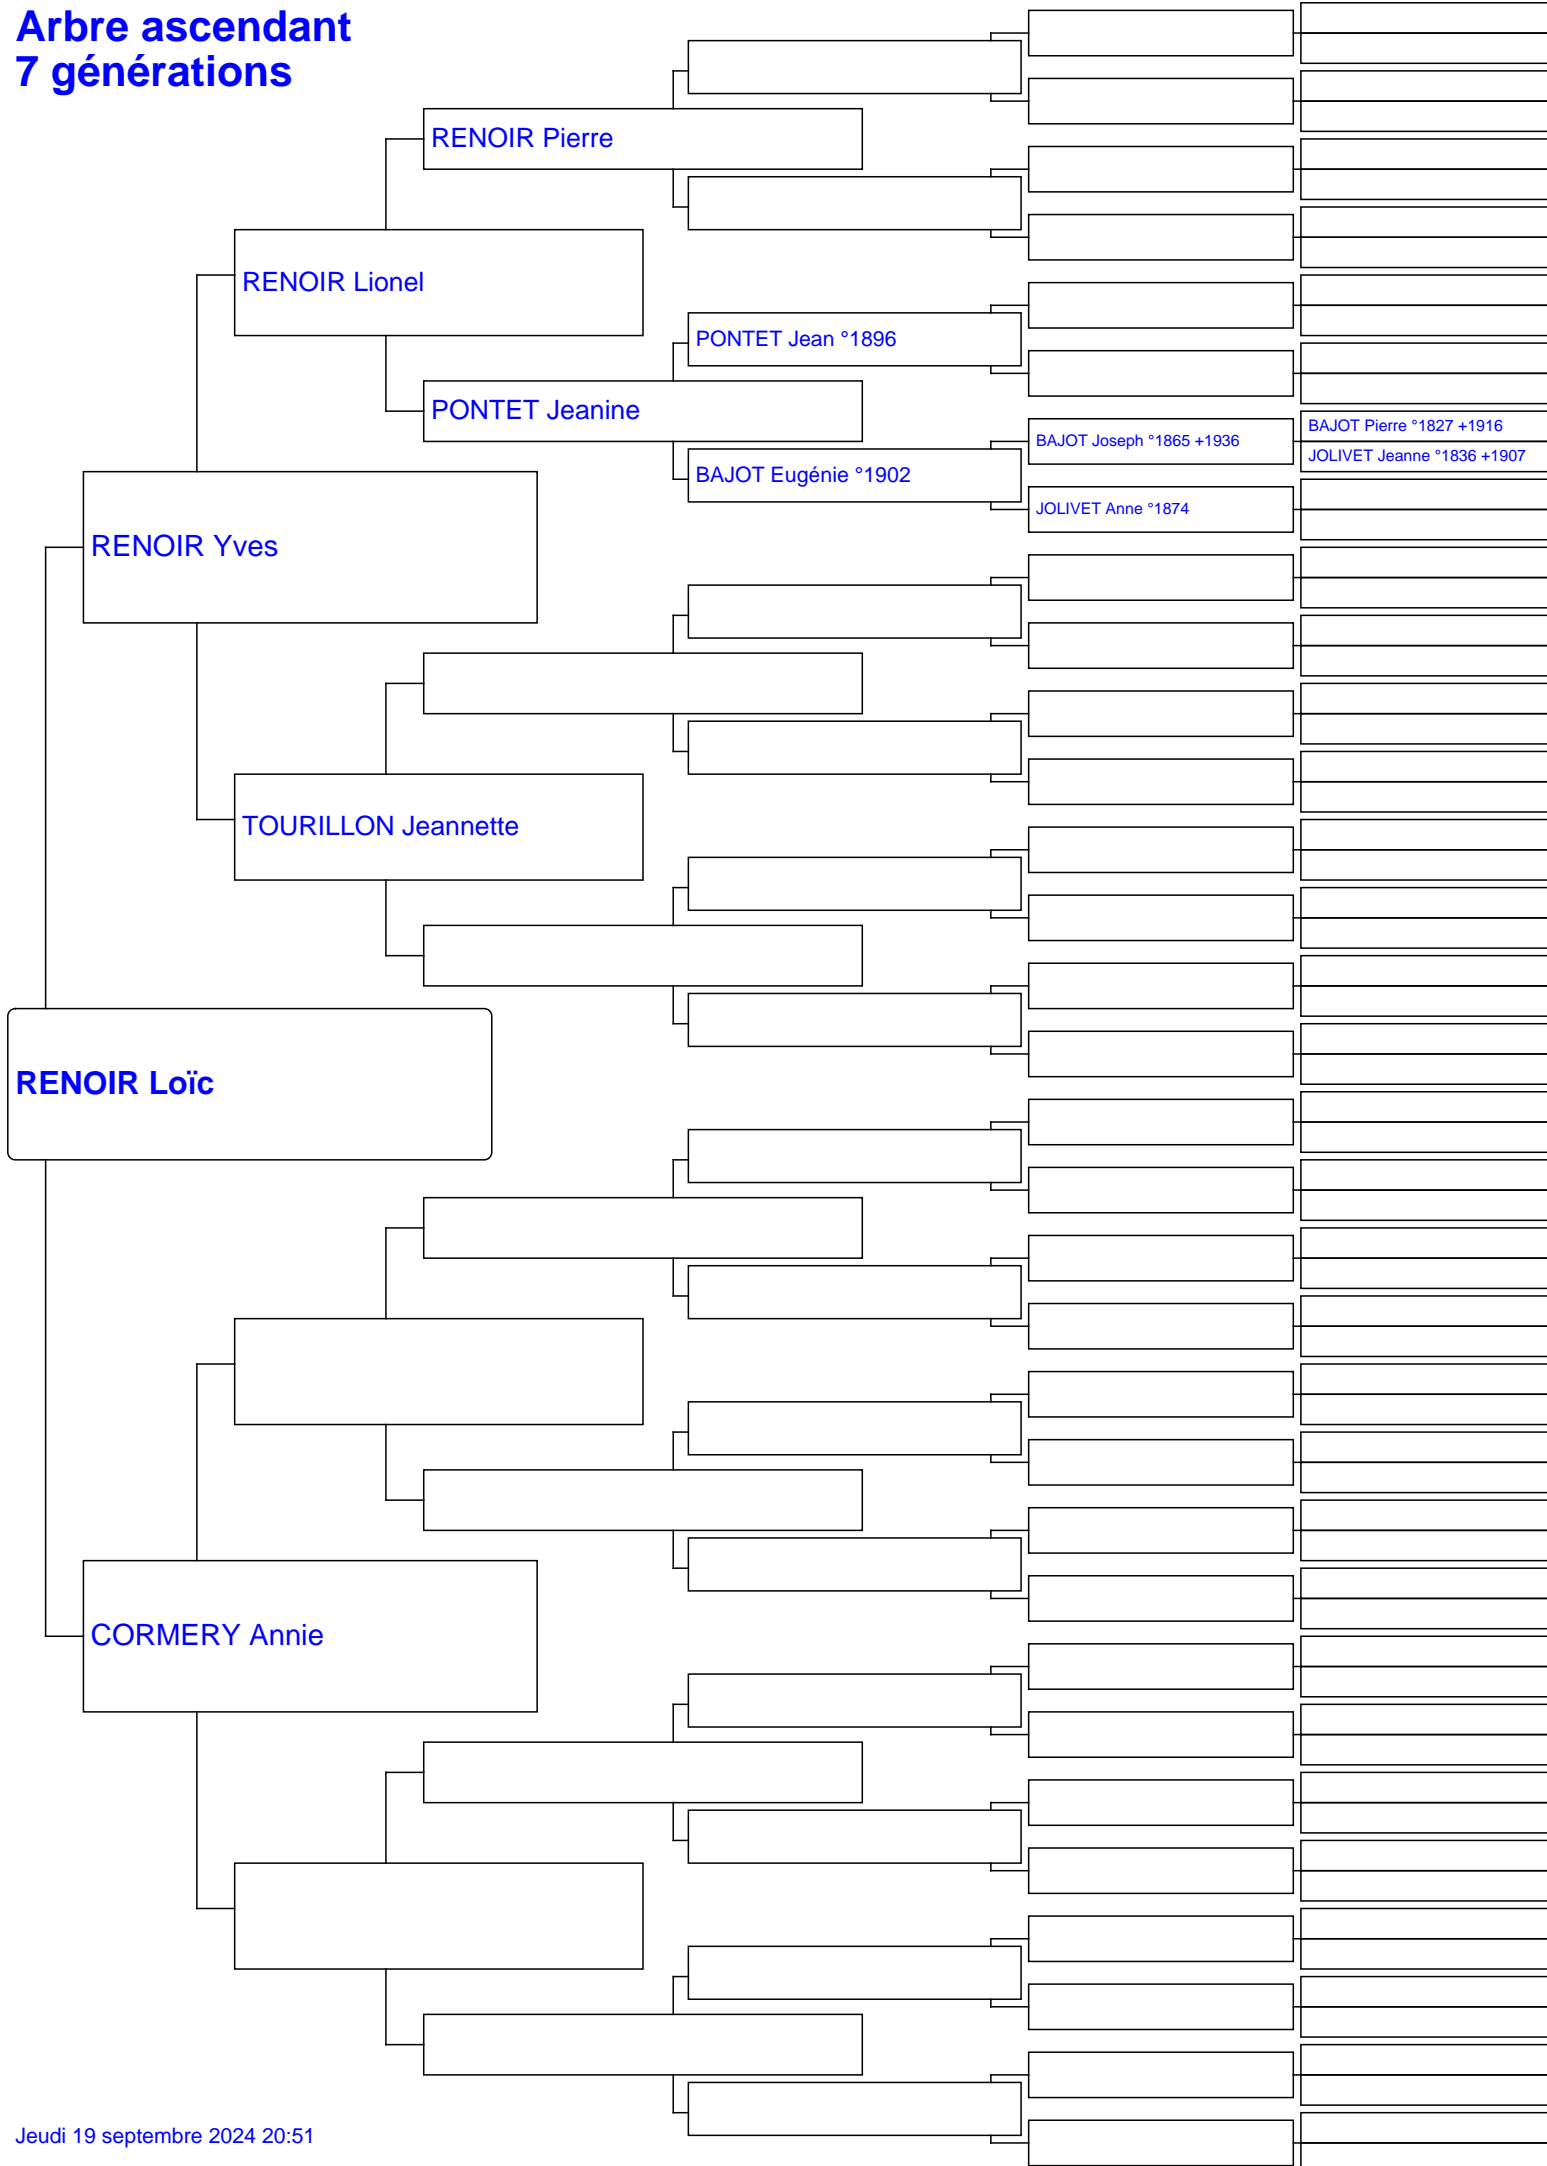 Arbre ascendant
7 générations
RENOIR Pierre
RENOIR Lionel
PONTET Jean °1896
PONTET Jeanine
BAJOT Pierre °1827 +1916
BAJOT Joseph °1865 +1936
JOLIVET Jeanne °1836 +1907
BAJOT Eugénie °1902
JOLIVET Anne °1874
RENOIR Yves
TOURILLON Jeannette
RENOIR Loïc
CORMERY Annie
Jeudi 19 septembre 2024 20:51